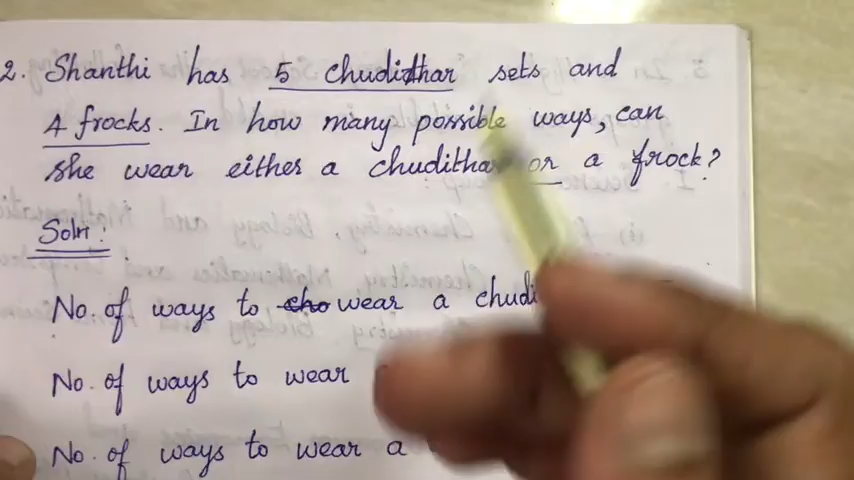 2. Shanthi has 5 chudithar sets and
4 frocks. In how many possible ways, can
she wear either a chudithar or a frock?
Soln:
No. of ways to wear a chudi
No. of ways to wear
No. of ways to wear a